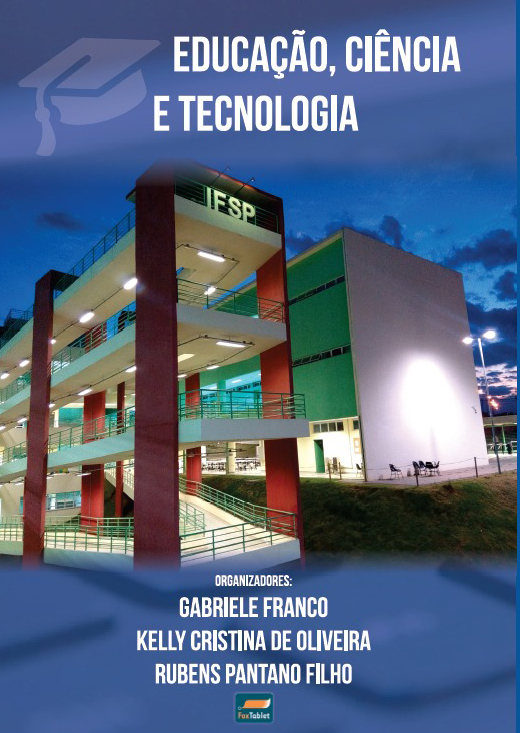 EDUCAÇÃO, CIÊNCIA
E TECNOLOGIA
IFSP
ORGANIZADORES:
GABRIELE FRANCO
KELLY CRISTINA DE OLIVEIRA
RUBENS PANTANO FILHO
FoxTablet